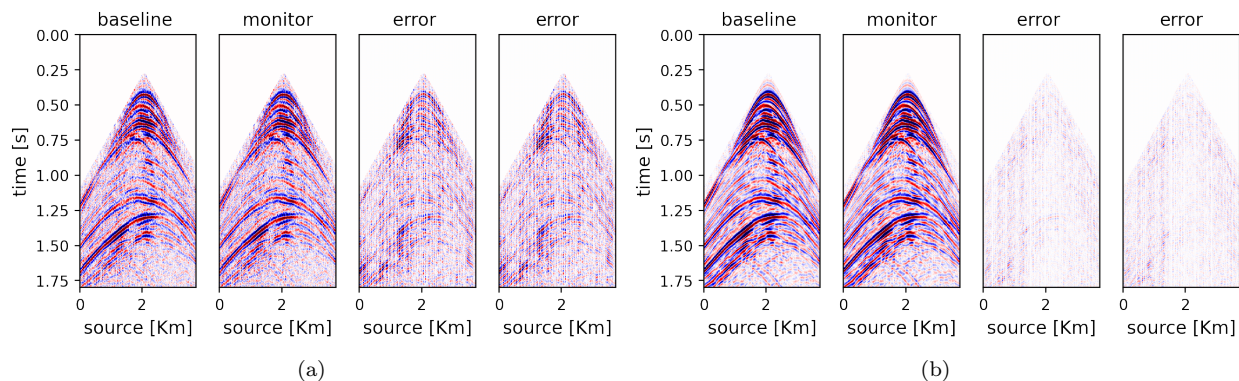 baseline monitor error error baseline monitor error error
0.00 0.00
0.25 0.25
0.50 0.50
0.75 0.75
1.00 1.00
1.25 1.25
1.50 1.50
1.75 1.75
time [s] time [s]
0 2 0 2 0 2 0 2 0 2 0 2 0 2 0 2
source [Km] source [Km] source [Km] source [Km] source [Km] source [Km] source [Km] source [Km]
(a) (b)